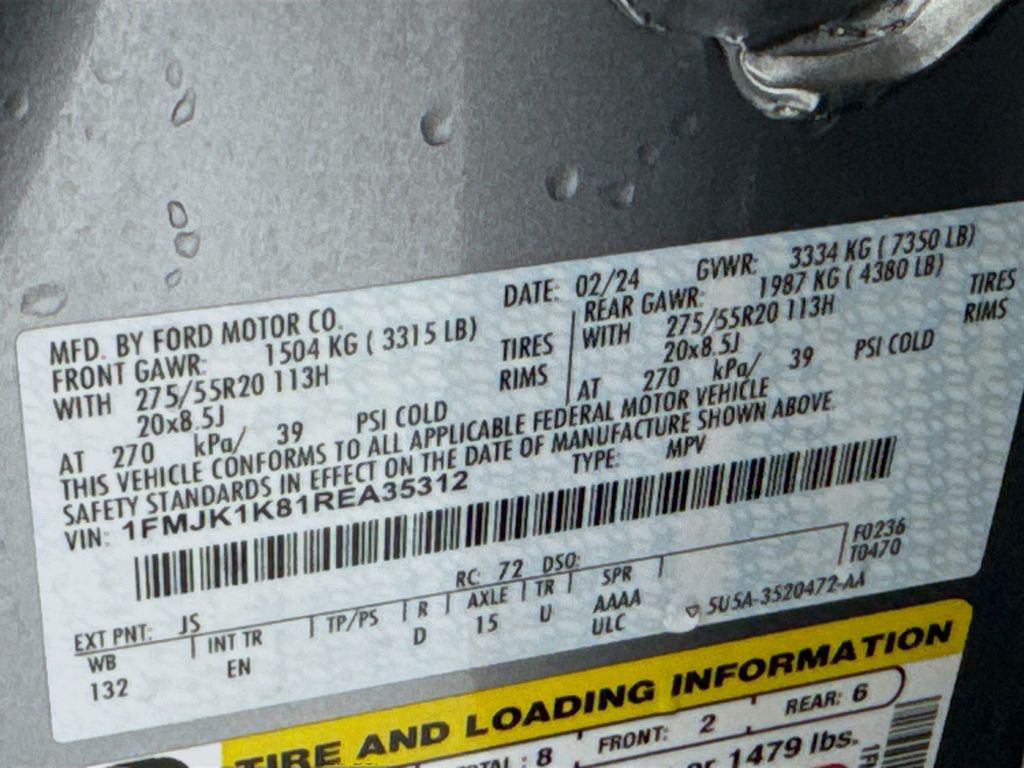 MFD. BY FORD MOTOR CO.
DATE: 02/24
GVWR: 3334 KG ( 7350 LB)
FRONT GAWR: 1504 KG ( 3315 LB)
REAR GAWR: 1987 KG ( 4380 LB)
WITH 275/55R20 113H TIRES
WITH 275/55R20 113H TIRES
20x8.5J RIMS
20x8.5J RIMS
AT 270 kPa/ 39 PSI COLD
AT 270 kPa/ 39 PSI COLD
THIS VEHICLE CONFORMS TO ALL APPLICABLE FEDERAL MOTOR VEHICLE
SAFETY STANDARDS IN EFFECT ON THE DATE OF MANUFACTURE SHOWN ABOVE
VIN: 1FMJK1K81REA35312
TYPE: MPV
F0236
T0470
EXT PNT: JS RC: 72 DSO:
WB INT TR TP/PS R AXLE TR SPR
132 EN D 15 U AAAA
ULC 5U5A-3520472-AA
TIRE AND LOADING INFORMATION
TOTAL : 8 FRONT: 2 REAR: 6
or 1479 lbs.